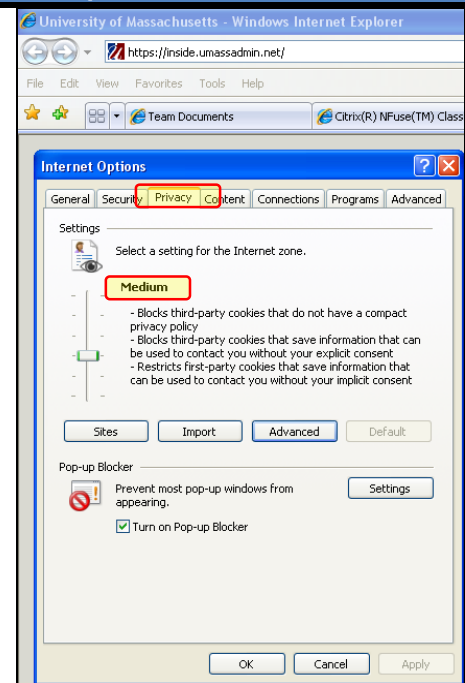 University of Massachusetts - Windows Internet Explorer
https://inside.umassadmin.net/
File Edit View Favorites Tools Help
Team Documents Citrix(R) NFuse(TM) Class
Internet Options
General Security Privacy Content Connections Programs Advanced
Settings
Select a setting for the Internet zone.
Medium
- Blocks third-party cookies that do not have a compact
privacy policy
- Blocks third-party cookies that save information that can
be used to contact you without your explicit consent
- Restricts first-party cookies that save information that
can be used to contact you without your implicit consent
Sites Import Advanced Default
Pop-up Blocker
Prevent most pop-up windows from
appearing.
Settings
Turn on Pop-up Blocker
OK Cancel Apply